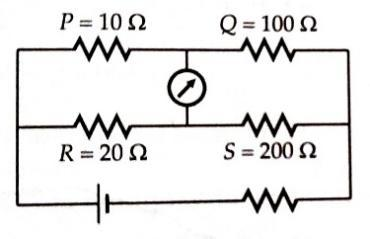 P = 10 Ω Q = 100 Ω
R = 20 Ω S = 200 Ω